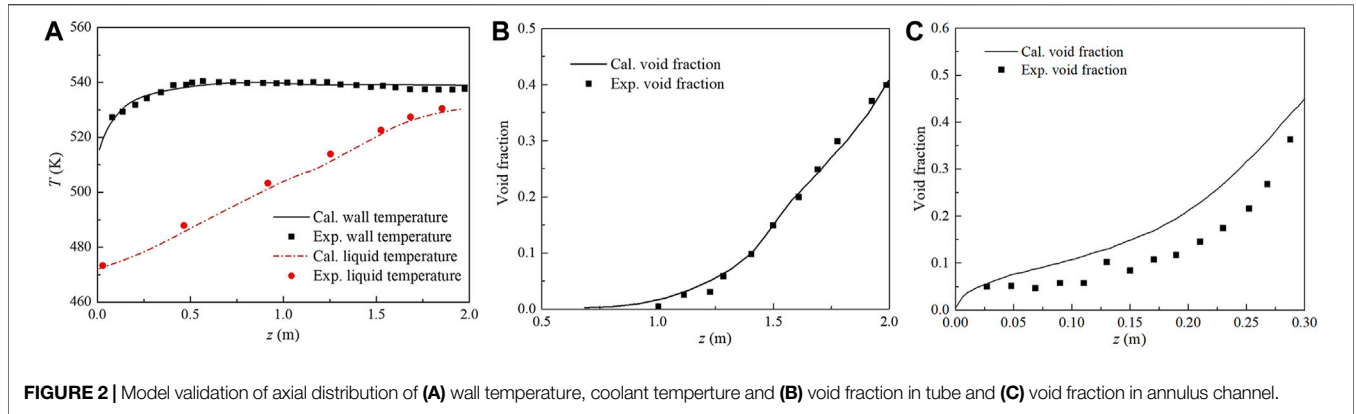 A
560
540
520
500
480
460
T (K)
Cal. wall temperature
Exp. wall temperature
Cal. liquid temperature
Exp. liquid temperature
0.0
0.5
1.0
1.5
2.0
z (m)
B
0.5
0.4
0.3
0.2
0.1
0.0
Void fraction
Cal. void fraction
Exp. void fraction
0.5
1.0
1.5
2.0
z (m)
C
0.6
0.5
0.4
0.3
0.2
0.1
0.0
Void fraction
Cal. void fraction
Exp. void fraction
0.00
0.05
0.10
0.15
0.20
0.25
0.30
z (m)
FIGURE 2 | Model validation of axial distribution of (A) wall temperature, coolant temperture and (B) void fraction in tube and (C) void fraction in annulus channel.